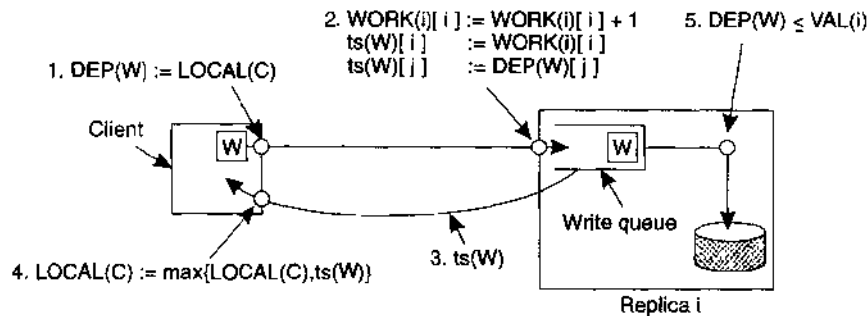 2. WORK(i)[ i ] := WORK(i)[ i ] + 1
ts(W)[ i ] := WORK(i)[ i ]
ts(W)[ j ] := DEP(W)[ j ]
5. DEP(W) ≤ VAL(i)
1. DEP(W) := LOCAL(C)
Client
W
W
Write queue
3. ts(W)
4. LOCAL(C) := max{LOCAL(C),ts(W)}
Replica i